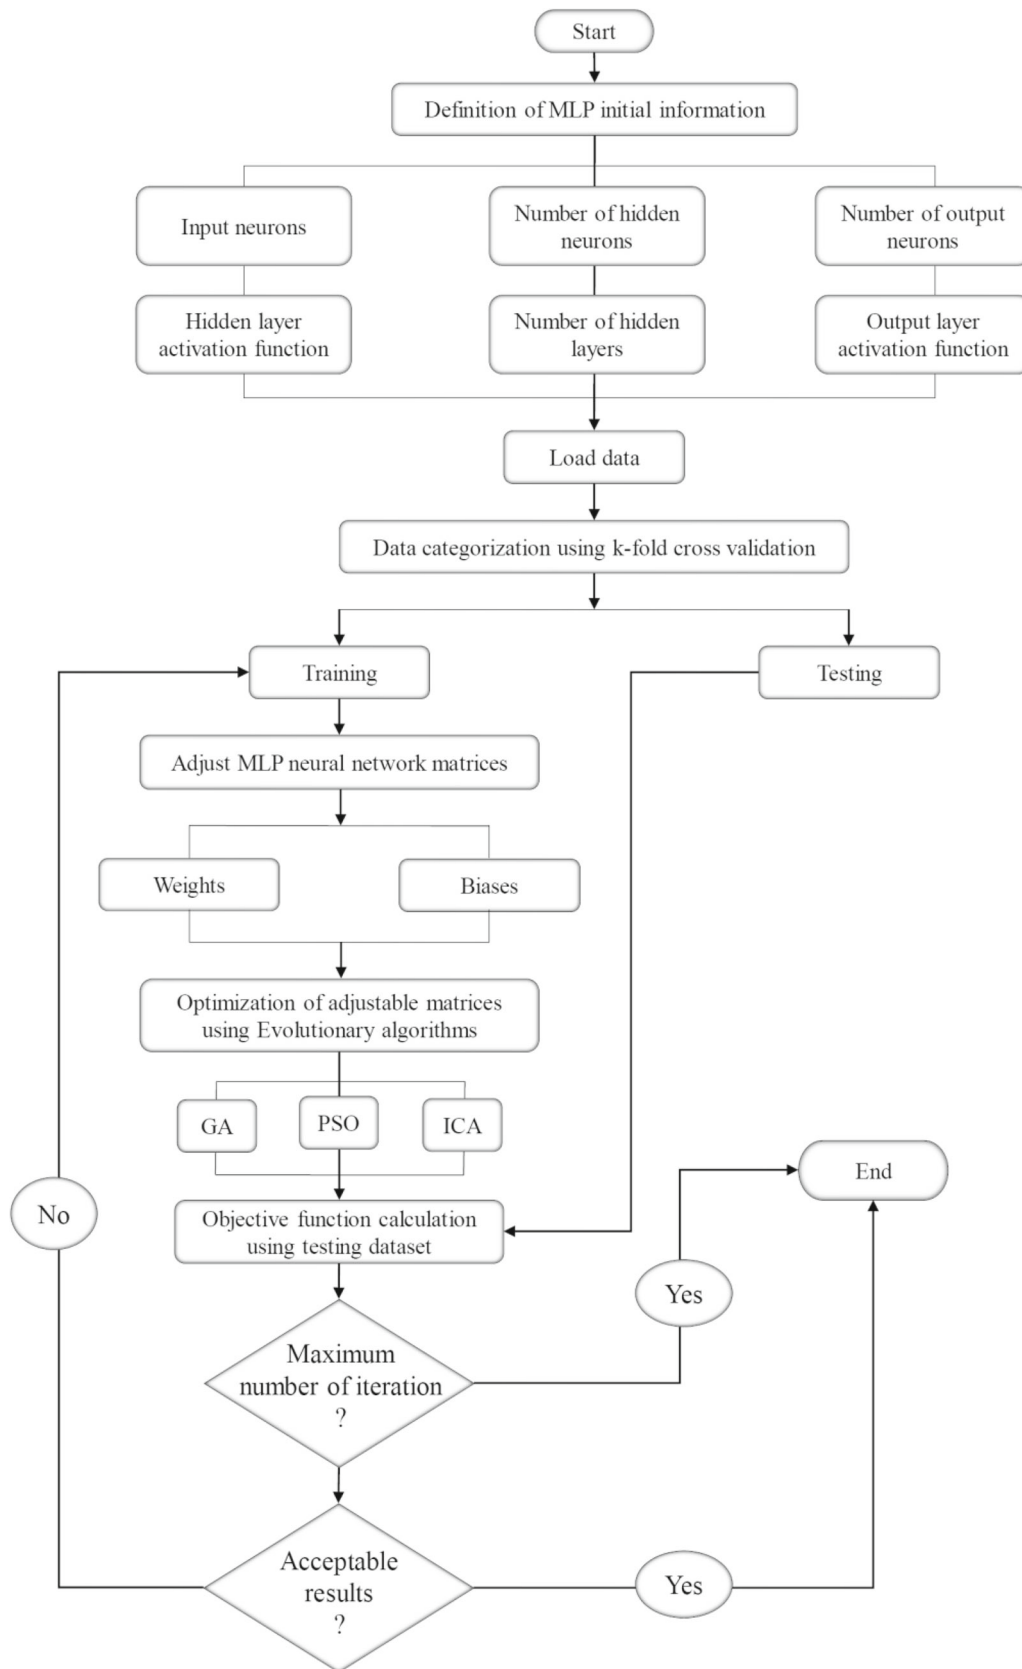 Start
Definition of MLP initial information
Input neurons
Number of hidden
neurons
Number of output
neurons
Hidden layer
activation function
Number of hidden
layers
Output layer
activation function
Load data
Data categorization using k-fold cross validation
Training
Testing
Adjust MLP neural network matrices
Weights
Biases
Optimization of adjustable matrices
using Evolutionary algorithms
GA
PSO
ICA
End
No
Objective function calculation
using testing dataset
Yes
Maximum
number of iteration
?
Acceptable
results
?
Yes